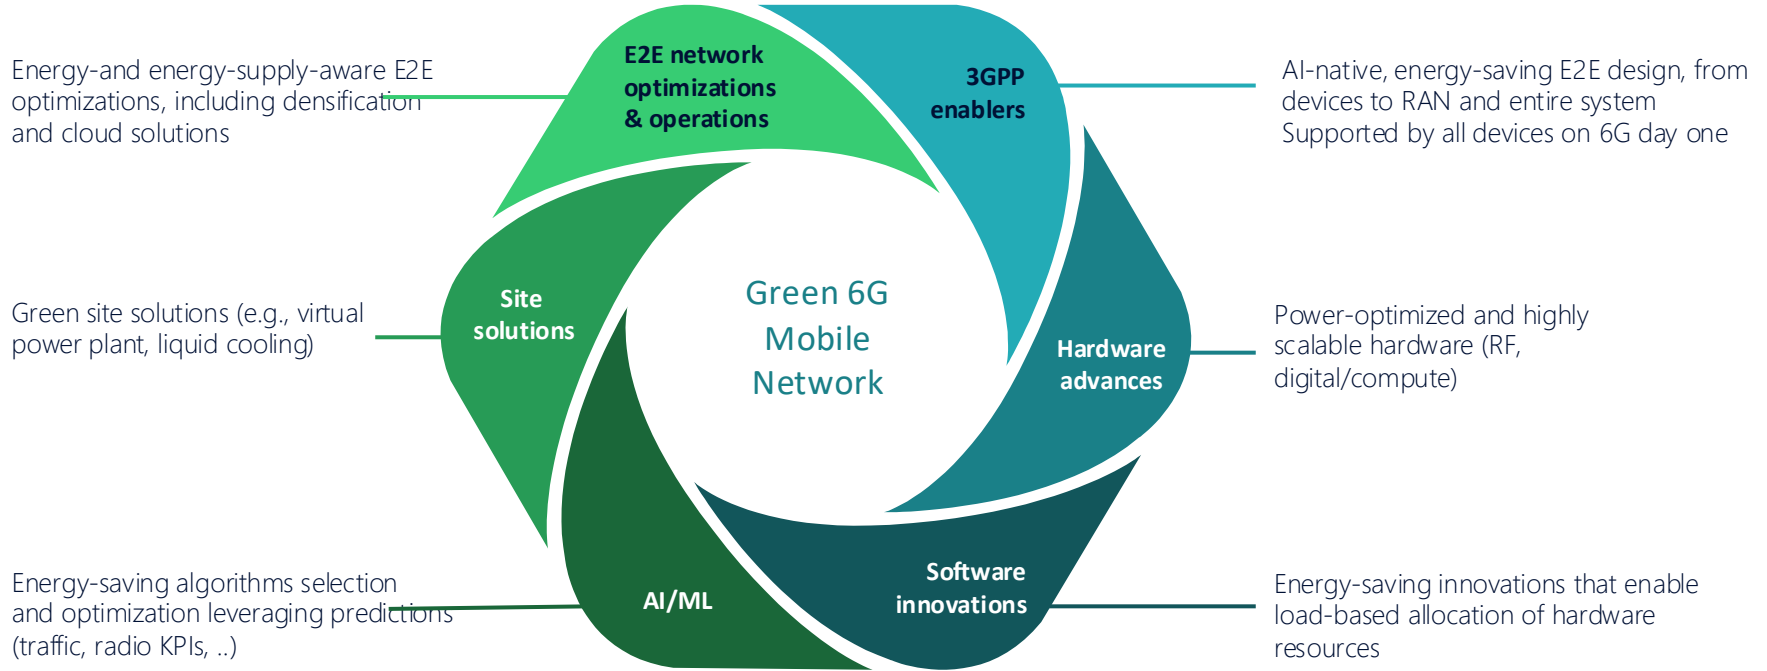 Energy-and energy-supply-aware E2E
optimizations, including densification
and cloud solutions
E2E network
optimizations
& operations
3GPP
enablers
AI-native, energy-saving E2E design, from
devices to RAN and entire system
Supported by all devices on 6G day one
Green site solutions (e.g., virtual
power plant, liquid cooling)
Site
solutions
Green 6G
Mobile
Network
Hardware
advances
Power-optimized and highly
scalable hardware (RF,
digital/compute)
Energy-saving algorithms selection
and optimization leveraging predictions
(traffic, radio KPIs, ..)
AI/ML
Software
innovations
Energy-saving innovations that enable
load-based allocation of hardware
resources